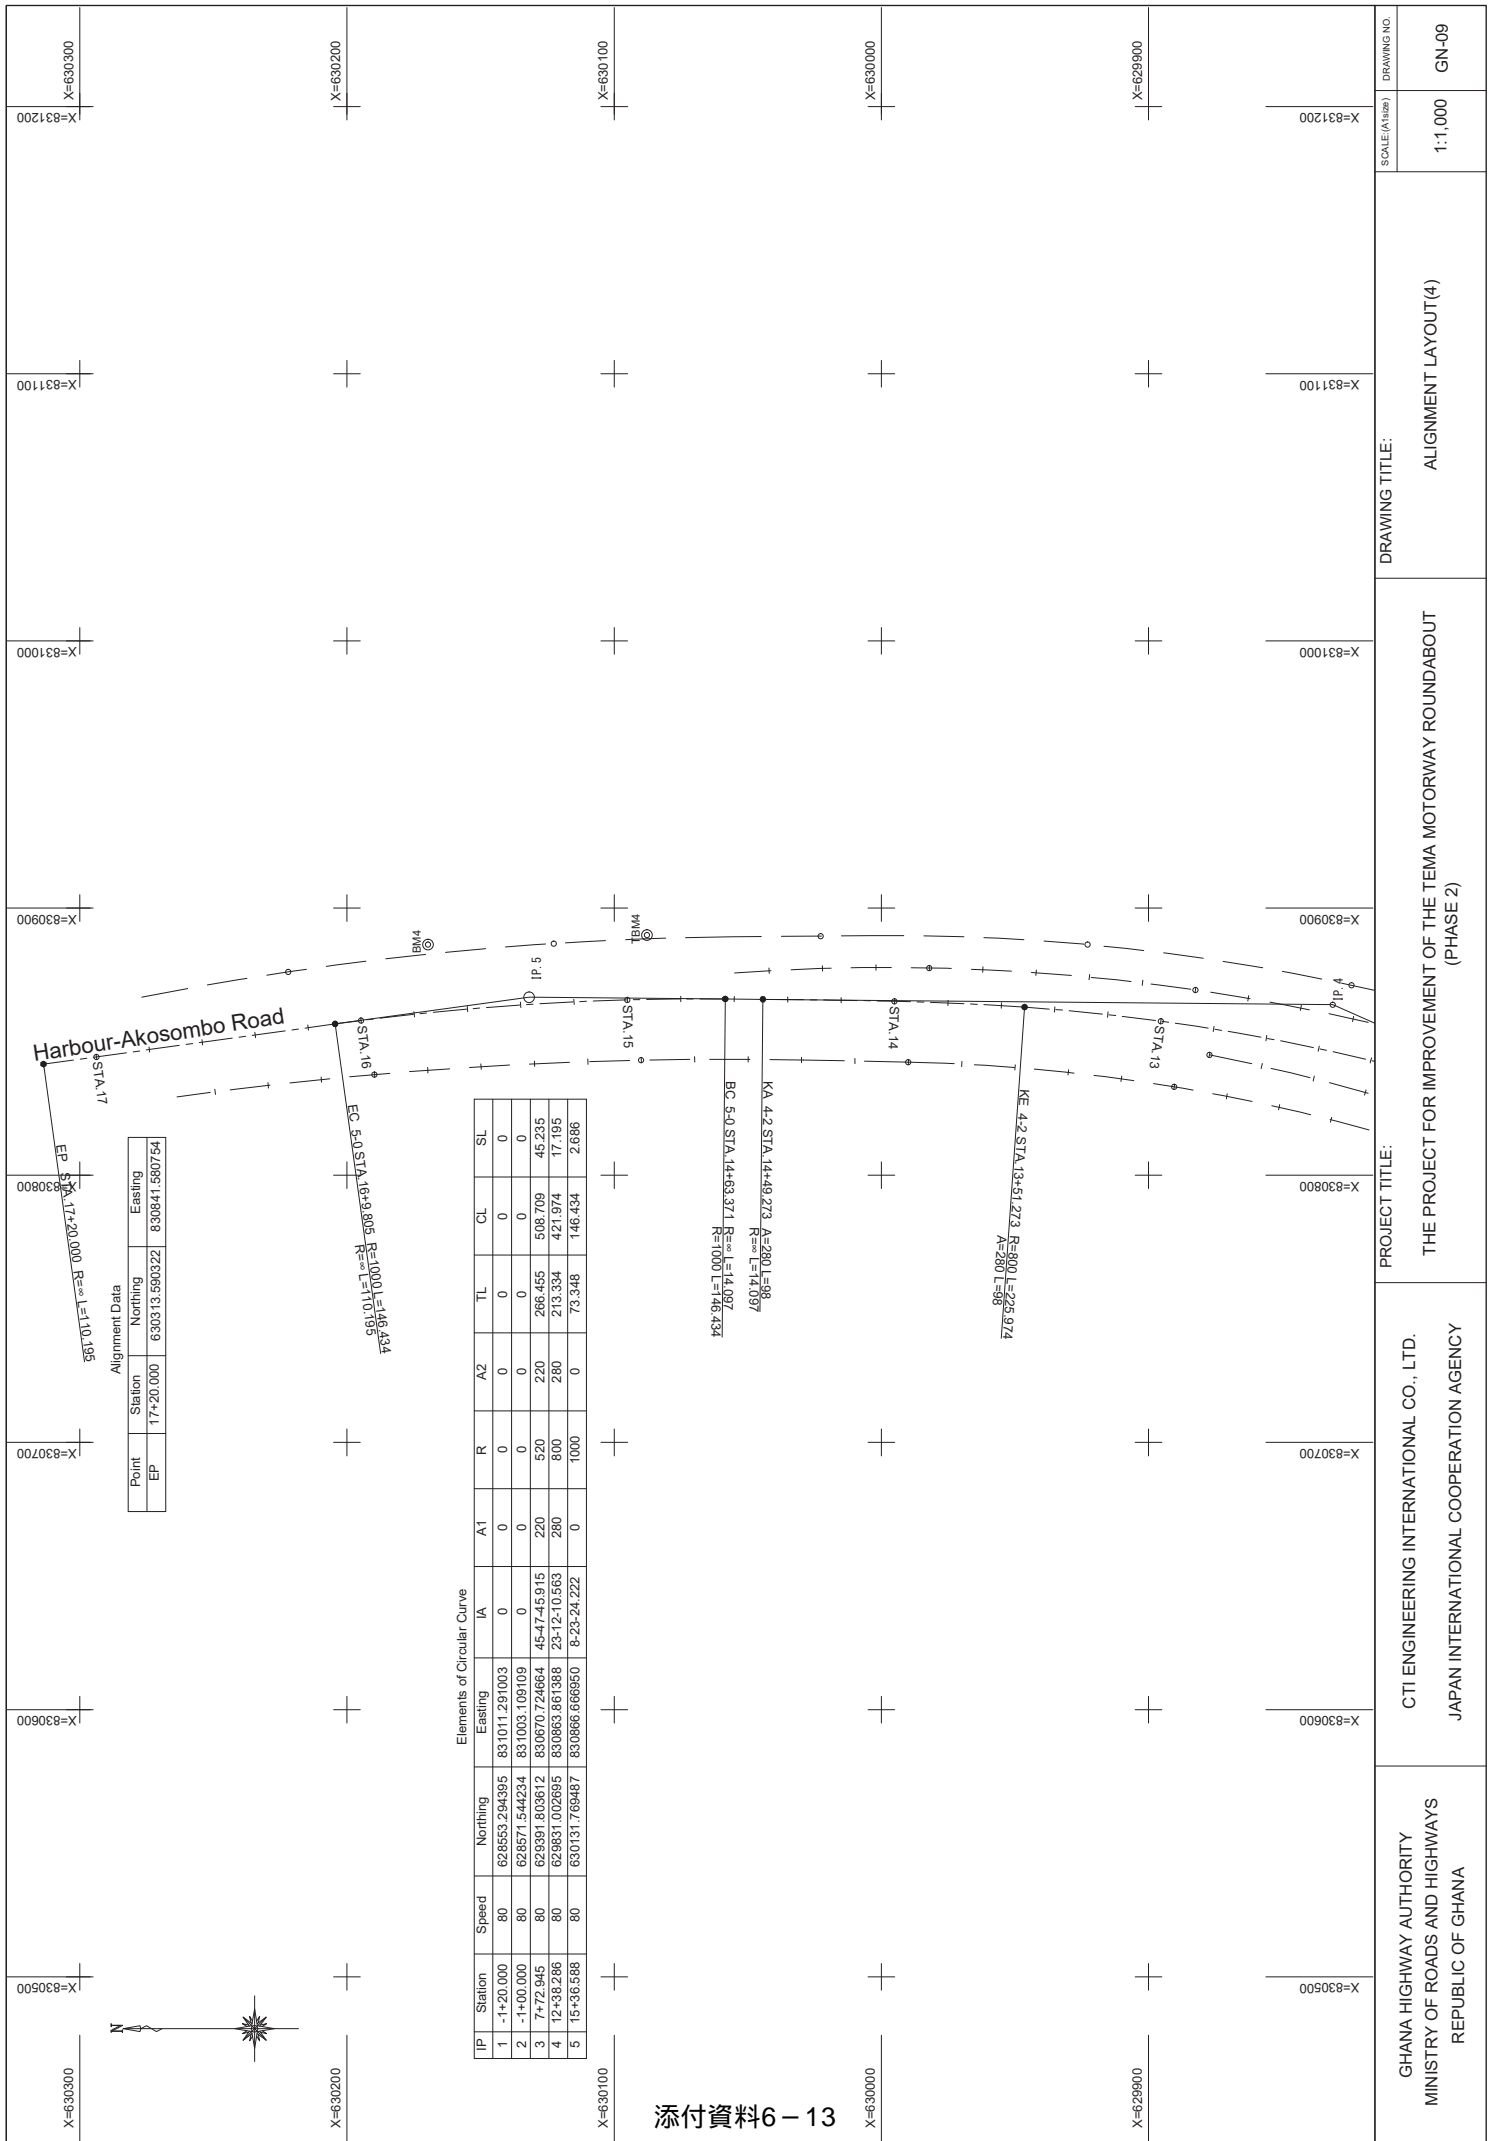 X=630300
X=630200
X=630100
X=630000
X=629900
X=831200
X=831200
X=831100
X=831100
X=831000
X=831000
X=830900
X=830900
X=830800
X=830800
X=830700
X=830700
X=830600
X=830600
X=830500
X=830500
X=630300
X=630200
X=630100
X=630000
X=629900
N
Harbour-Akosombo Road
BM4
TBM4
IP. 5
IP. 4
STA.17
STA.16
STA.15
STA.14
STA.13
EP STA.17+20.000 R=∞ L=110.195
EC 5-0 STA.16+9.805 R=1000 L=146.434
R=∞ L=110.195
BC 5-0 STA.14+63.371 R=∞ L=14.097
R=1000 L=146.434
KA 4-2 STA.14+49.273 A=280 L=98
R=∞ L=14.097
KE 4-2 STA.13+51.273 R=800 L=225.974
A=280 L=98
Alignment Data
Point Station Northing Easting
EP 17+20.000 630313.590322 830841.580754
Elements of Circular Curve
IP Station Speed Northing Easting IA A1 R A2 TL CL SL
1 -1+20.000 80 628553.294395 831011.291003 0 0 0 0 0 0 0
2 -1+00.000 80 628571.544234 831003.109109 0 0 0 0 0 0 0
3 7+72.945 80 629391.803612 830670.724664 45-47-45.915 220 520 220 266.455 508.709 45.235
4 12+38.286 80 629831.002695 830863.861388 23-12-10.563 280 800 280 213.334 421.974 17.195
5 15+36.588 80 630131.769487 830866.666950 8-23-24.222 0 1000 0 73.348 146.434 2.686
GHANA HIGHWAY AUTHORITY
MINISTRY OF ROADS AND HIGHWAYS
REPUBLIC OF GHANA
CTI ENGINEERING INTERNATIONAL CO., LTD.
JAPAN INTERNATIONAL COOPERATION AGENCY
PROJECT TITLE:
THE PROJECT FOR IMPROVEMENT OF THE TEMA MOTORWAY ROUNDABOUT
(PHASE 2)
DRAWING TITLE:
ALIGNMENT LAYOUT(4)
SCALE:(A1size)
1:1,000
DRAWING NO.
GN-09
添付資料6－13